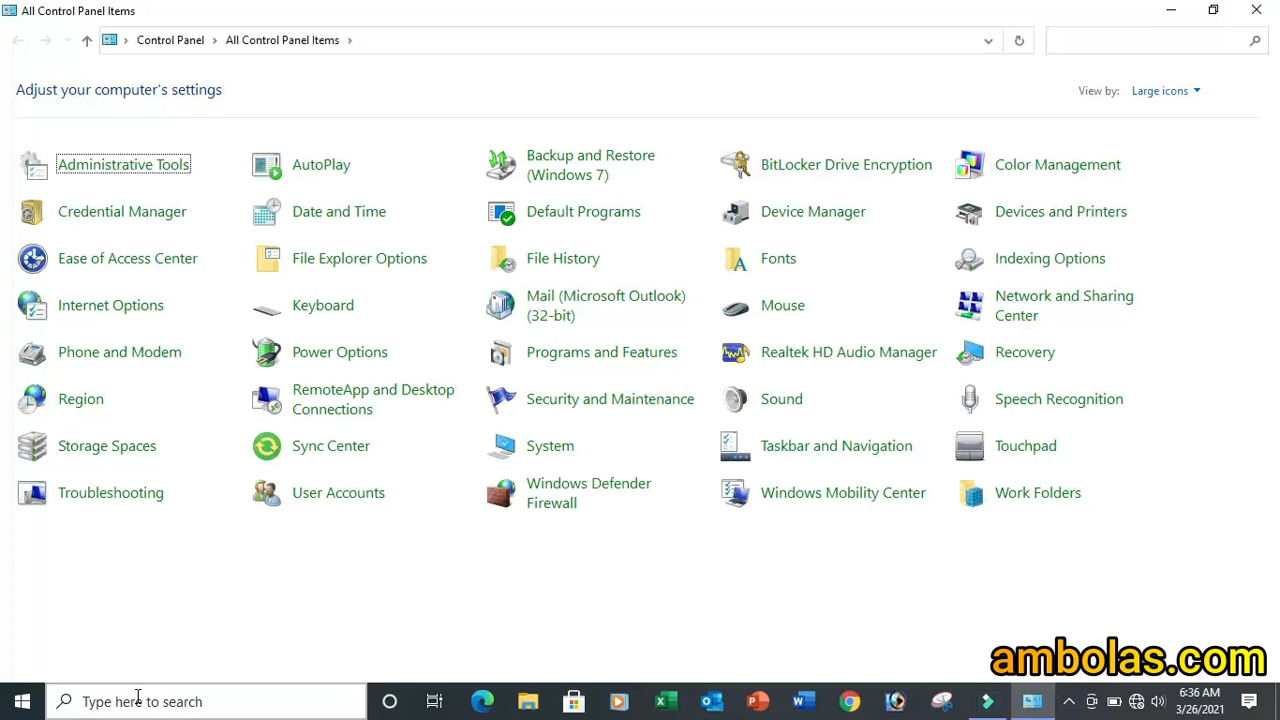 All Control Panel Items
Control Panel
All Control Panel Items
Adjust your computer's settings
View by:
Large icons
Administrative Tools
AutoPlay
Backup and Restore
(Windows 7)
BitLocker Drive Encryption
Color Management
Credential Manager
Date and Time
Default Programs
Device Manager
Devices and Printers
Ease of Access Center
File Explorer Options
File History
Fonts
Indexing Options
Internet Options
Keyboard
Mail (Microsoft Outlook)
(32-bit)
Mouse
Network and Sharing
Center
Phone and Modem
Power Options
Programs and Features
Realtek HD Audio Manager
Recovery
Region
RemoteApp and Desktop
Connections
Security and Maintenance
Sound
Speech Recognition
Storage Spaces
Sync Center
System
Taskbar and Navigation
Touchpad
Troubleshooting
User Accounts
Windows Defender
Firewall
Windows Mobility Center
Work Folders
ambolas.com
Type here to search
6:36 AM
3/26/2021